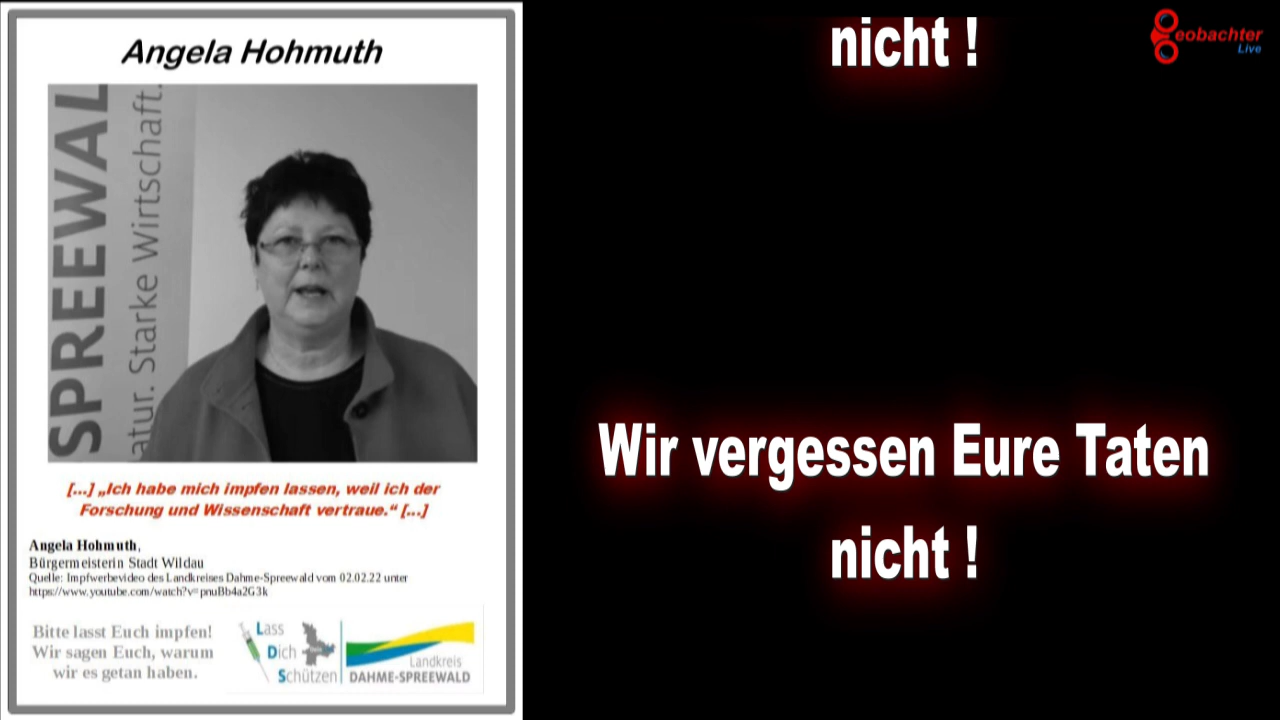 Angela Hohmuth
SPREEWAL
atur. Starke Wirtschaft.
[...] „Ich habe mich impfen lassen, weil ich der
Forschung und Wissenschaft vertraue.“ [...]
Angela Hohmuth,
Bürgermeisterin Stadt Wildau
Quelle: Impfwerbevideo des Landkreises Dahme-Spreewald vom 02.02.22 unter
https://www.youtube.com/watch?v=pnuBb4a2G3k
Bitte lasst Euch impfen!
Wir sagen Euch, warum
wir es getan haben.
Lass
Dich
Schützen
Landkreis
DAHME-SPREEWALD
nicht !
Beobachter
Live
Wir vergessen Eure Taten
nicht !